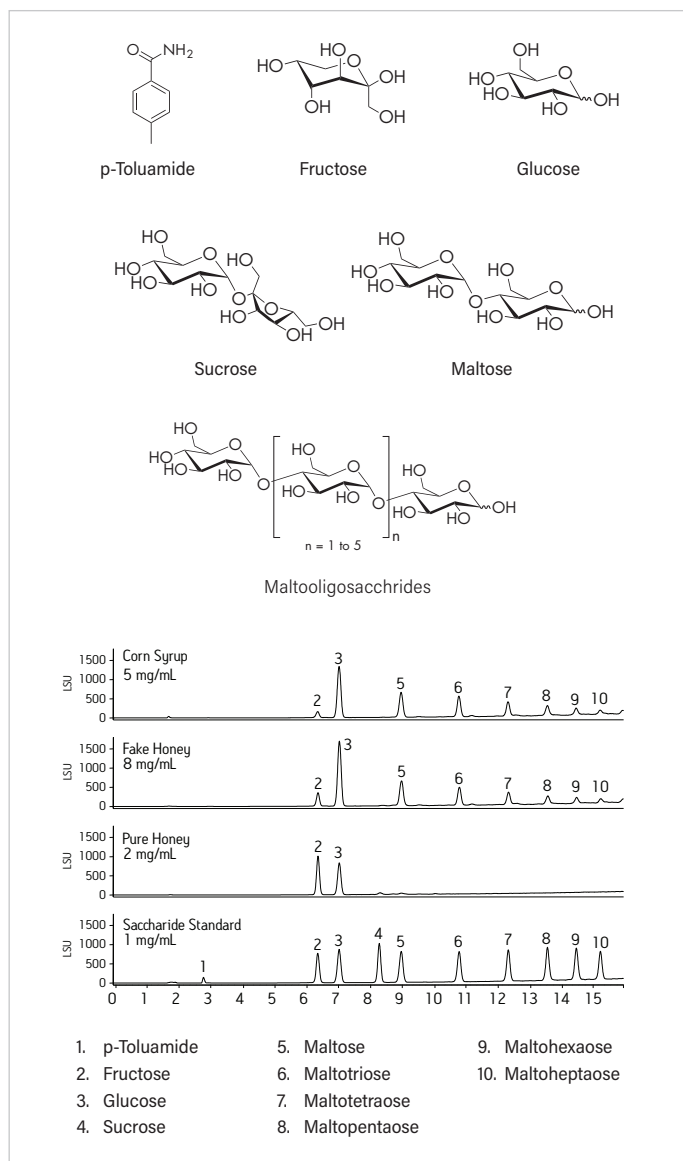 O NH2
HO HO O OH OH OH
HO HO HO O HO OH
p-Toluamide Fructose Glucose
HO HO HO O HO O HO O HO OH OH
HO HO HO O HO O HO O HO HO OH
Sucrose Maltose
HO HO HO O HO O HO O HO HO O HO O HO HO OH
n
n = 1 to 5
Maltooligosacchrides
LSU
1500
1000
500
0
Corn Syrup
5 mg/mL
2 3 5 6 7 8 9 10
LSU
1500
1000
500
0
Fake Honey
8 mg/mL
2 3 5 6 7 8 9 10
LSU
1500
1000
500
0
Pure Honey
2 mg/mL
2 3
LSU
1500
1000
500
0
Saccharide Standard
1 mg/mL
1 2 3 4 5 6 7 8 9 10
0 1 2 3 4 5 6 7 8 9 10 11 12 13 14 15
1. p-Toluamide
2. Fructose
3. Glucose
4. Sucrose
5. Maltose
6. Maltotriose
7. Maltotetraose
8. Maltopentaose
9. Maltohexaose
10. Maltoheptaose